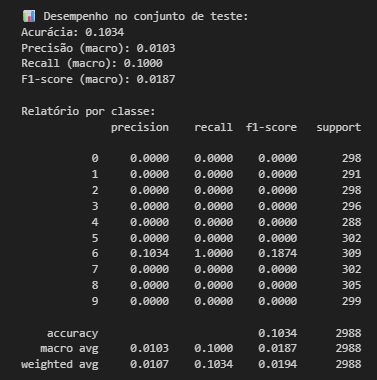 📊 Desempenho no conjunto de teste:
Acurácia: 0.1034
Precisão (macro): 0.0103
Recall (macro): 0.1000
F1-score (macro): 0.0187
Relatório por classe:
precision recall f1-score support
0 0.0000 0.0000 0.0000 298
1 0.0000 0.0000 0.0000 291
2 0.0000 0.0000 0.0000 298
3 0.0000 0.0000 0.0000 296
4 0.0000 0.0000 0.0000 288
5 0.0000 0.0000 0.0000 302
6 0.1034 1.0000 0.1874 309
7 0.0000 0.0000 0.0000 302
8 0.0000 0.0000 0.0000 305
9 0.0000 0.0000 0.0000 299
accuracy 0.1034 2988
macro avg 0.0103 0.1000 0.0187 2988
weighted avg 0.0107 0.1034 0.0194 2988